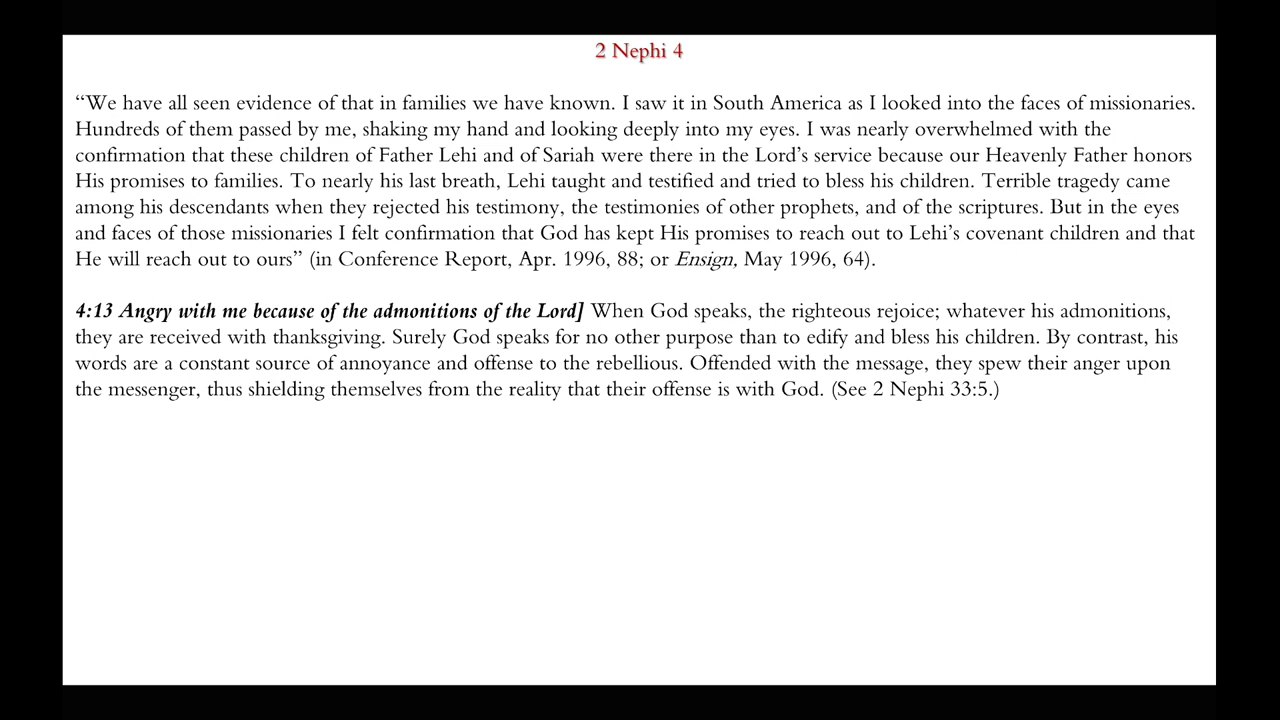 2 Nephi 4
“We have all seen evidence of that in families we have known. I saw it in South America as I looked into the faces of missionaries.
Hundreds of them passed by me, shaking my hand and looking deeply into my eyes. I was nearly overwhelmed with the
confirmation that these children of Father Lehi and of Sariah were there in the Lord’s service because our Heavenly Father honors
His promises to families. To nearly his last breath, Lehi taught and testified and tried to bless his children. Terrible tragedy came
among his descendants when they rejected his testimony, the testimonies of other prophets, and of the scriptures. But in the eyes
and faces of those missionaries I felt confirmation that God has kept His promises to reach out to Lehi’s covenant children and that
He will reach out to ours” (in Conference Report, Apr. 1996, 88; or Ensign, May 1996, 64).
4:13 Angry with me because of the admonitions of the Lord] When God speaks, the righteous rejoice; whatever his admonitions,
they are received with thanksgiving. Surely God speaks for no other purpose than to edify and bless his children. By contrast, his
words are a constant source of annoyance and offense to the rebellious. Offended with the message, they spew their anger upon
the messenger, thus shielding themselves from the reality that their offense is with God. (See 2 Nephi 33:5.)